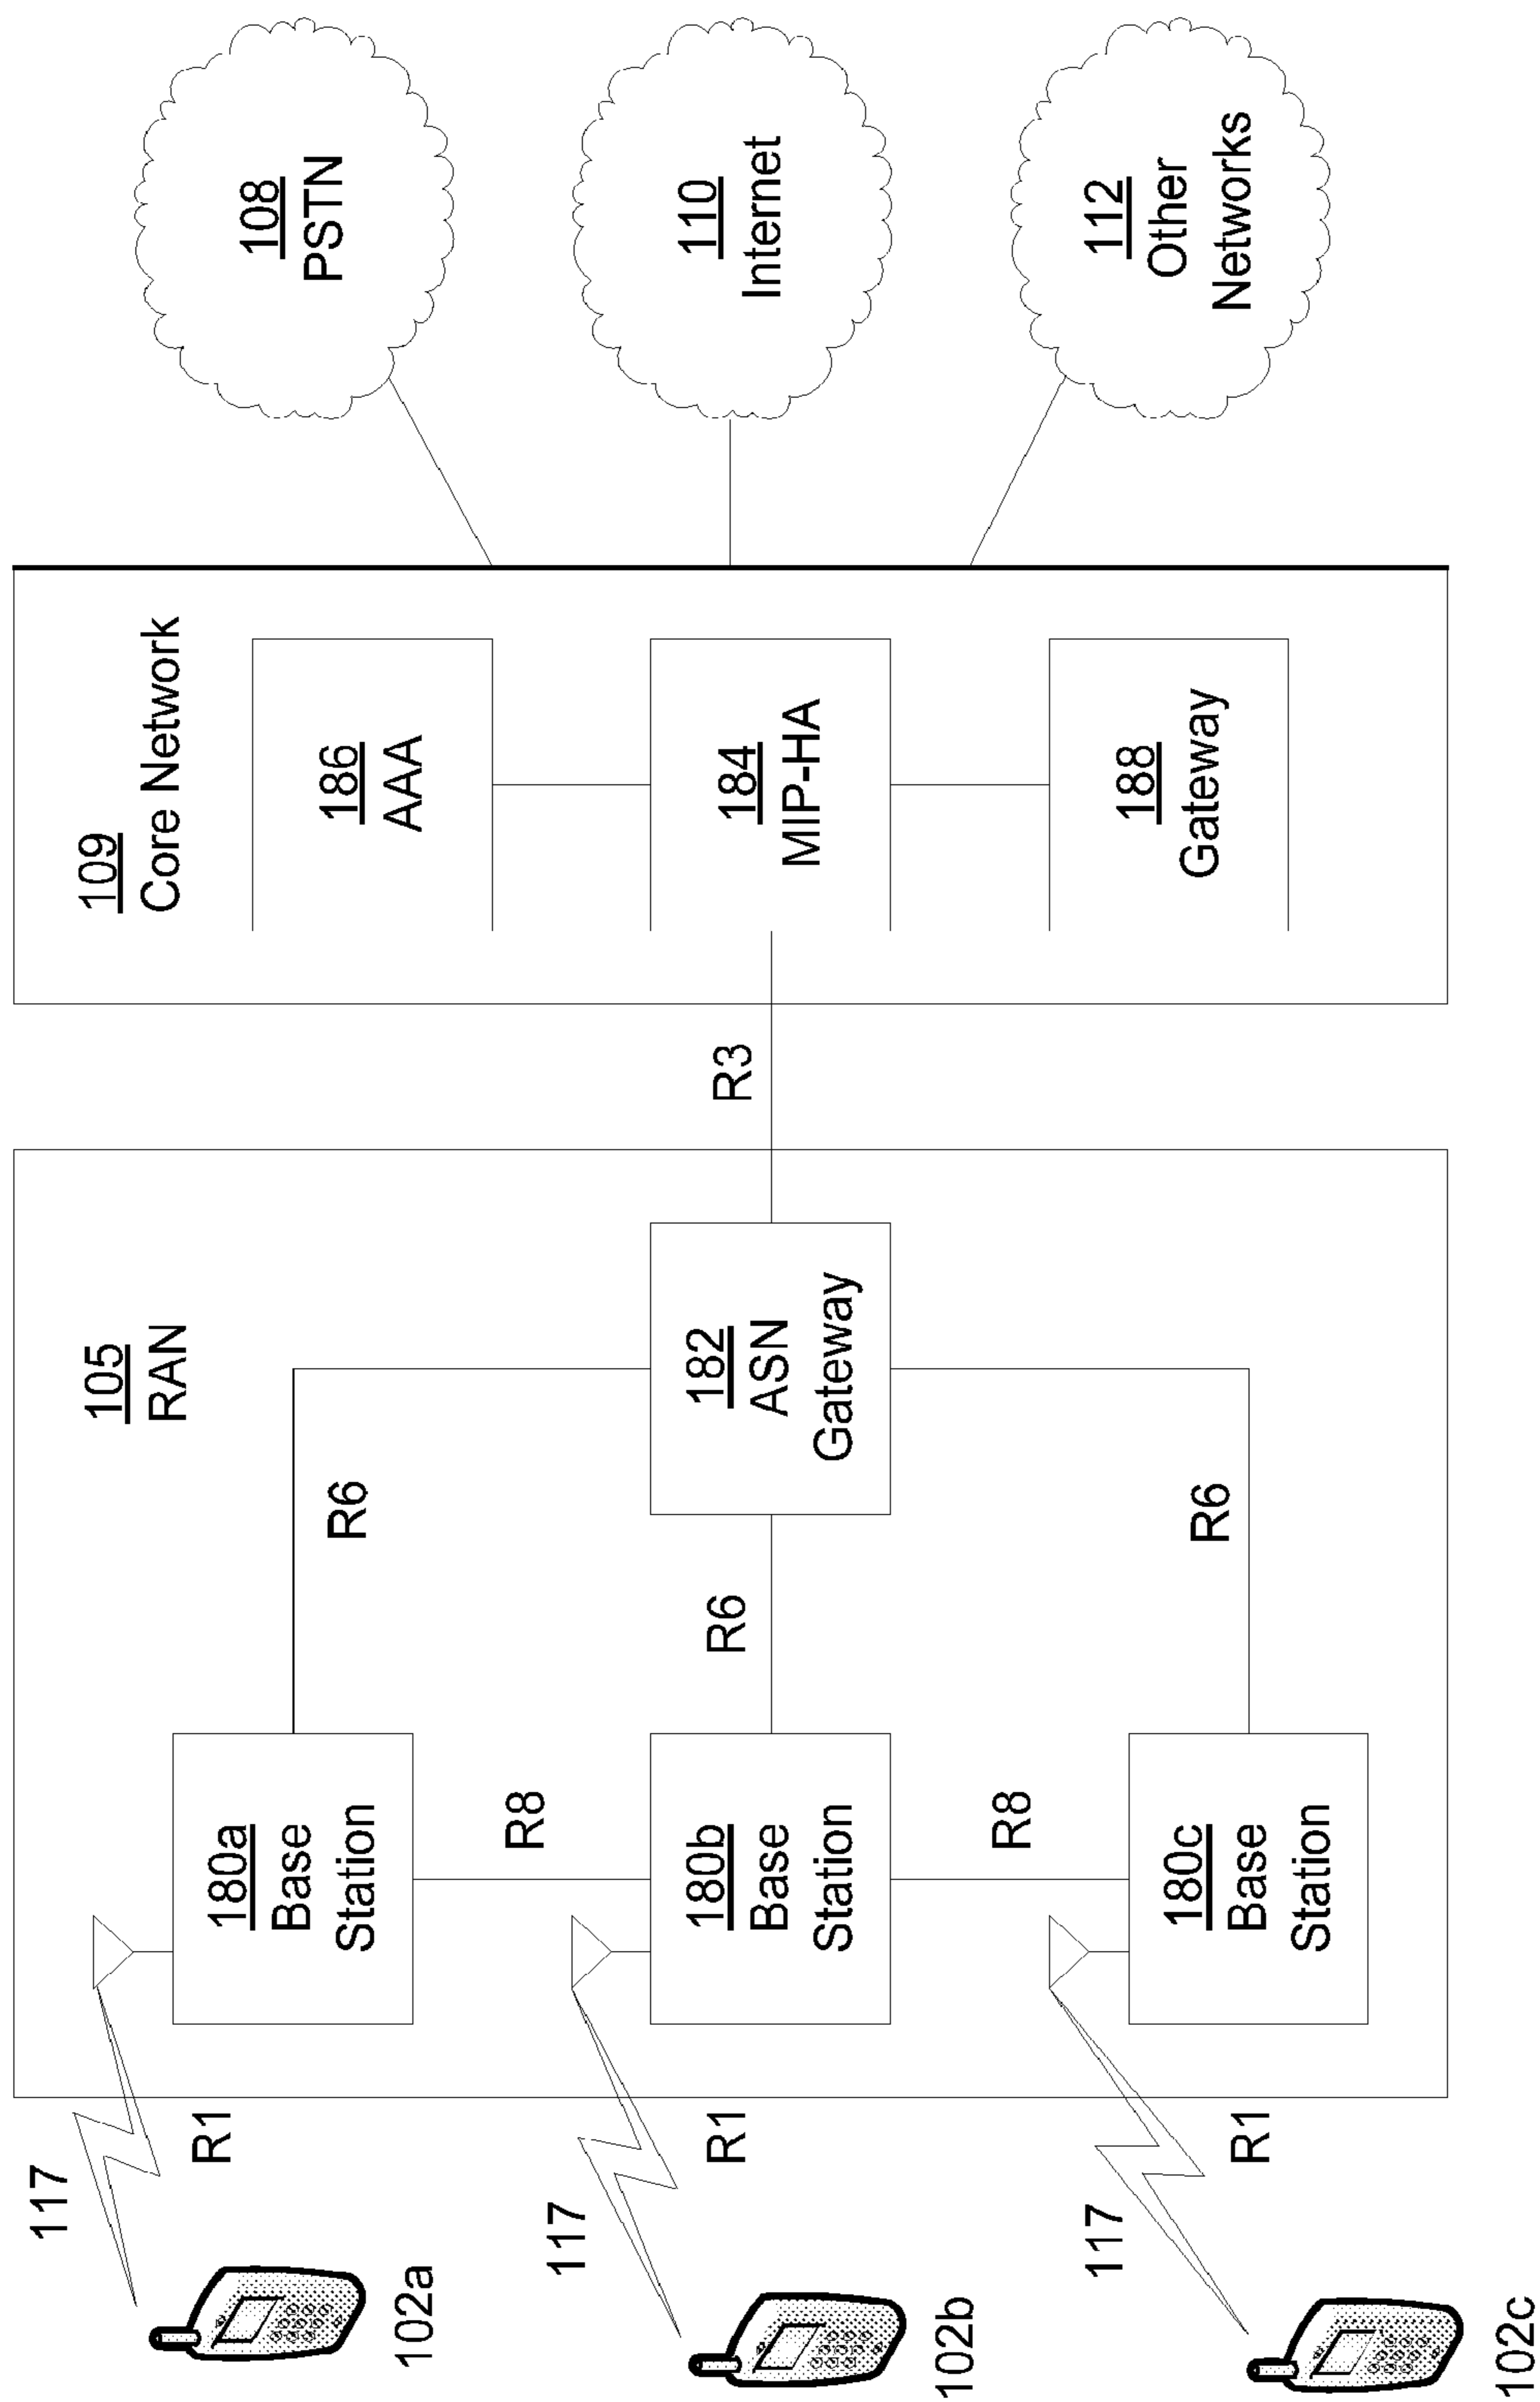 117
R1
102a
117
R1
102b
117
R1
102c
105
RAN
180a
Base
Station
R8
180b
Base
Station
R8
180c
Base
Station
R6
R6
R6
182
ASN
Gateway
R3
109
Core Network
186
AAA
184
MIP-HA
188
Gateway
108
PSTN
110
Internet
112
Other
Networks